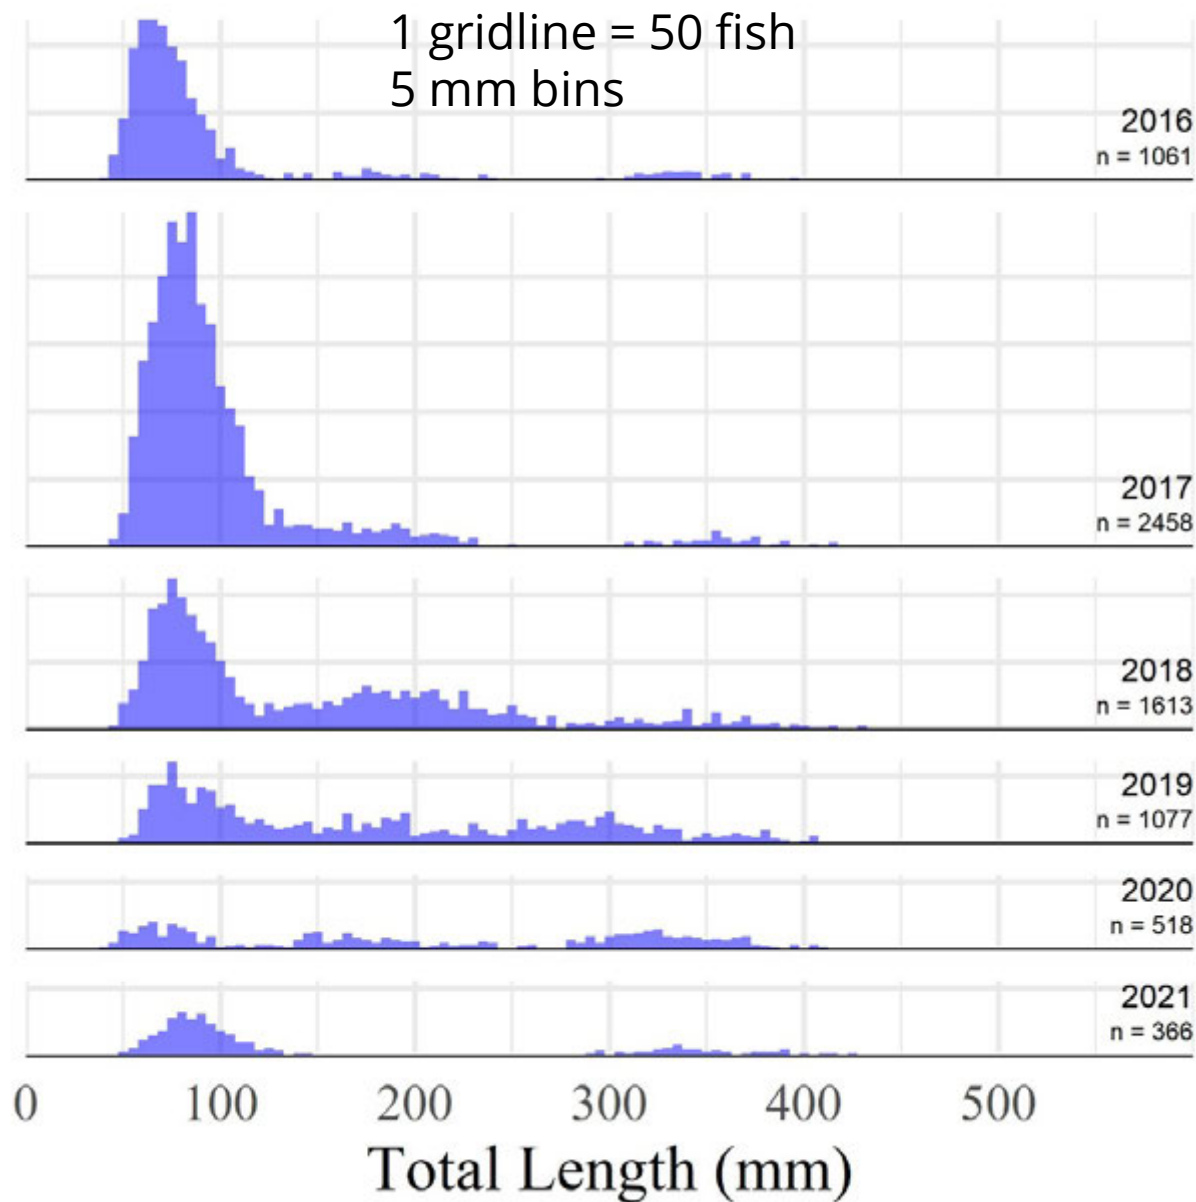 1 gridline = 50 fish
5 mm bins
2016
n = 1061
2017
n = 2458
2018
n = 1613
2019
n = 1077
2020
n = 518
2021
n = 366
0 100 200 300 400 500
Total Length (mm)